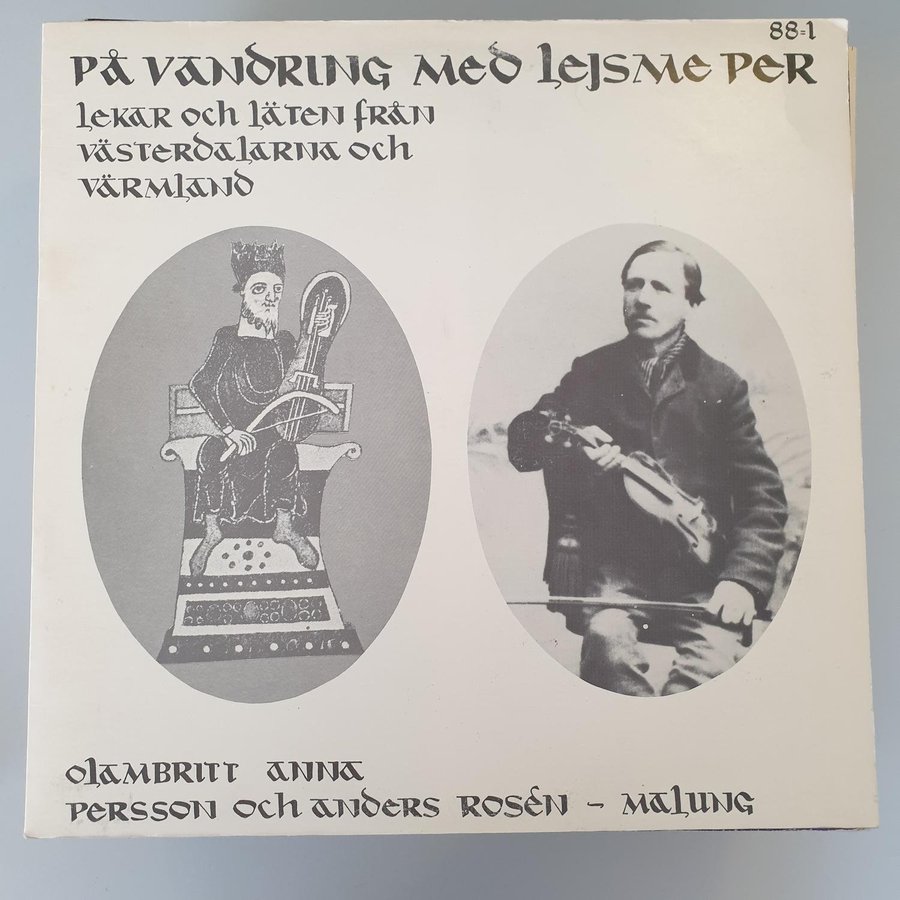 88-1
PÅ VANDRING MED LEJSME PER
LEKAR OCH LÅTEN FRÅN
VÄSTERDALARNA OCH
VÄRMLAND
OLAMBRITT ANNA
PERSSON OCH ANDERS ROSÉN – MALUNG